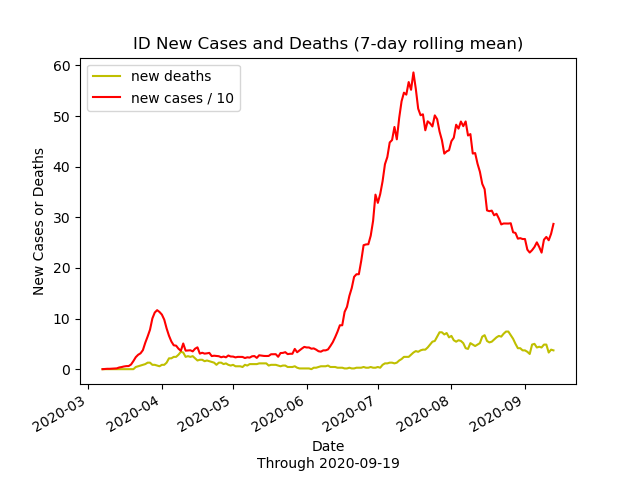 ID New Cases and Deaths (7-day rolling mean)
new deaths
new cases / 10
60
50
40
30
20
10
0
New Cases or Deaths
2020-03
2020-04
2020-05
2020-06
2020-07
2020-08
2020-09
Date
Through 2020-09-19